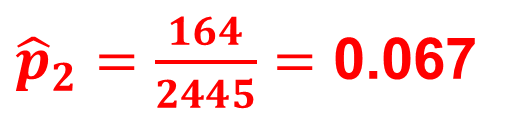 p̂₂ = 164/2445 = 0.067